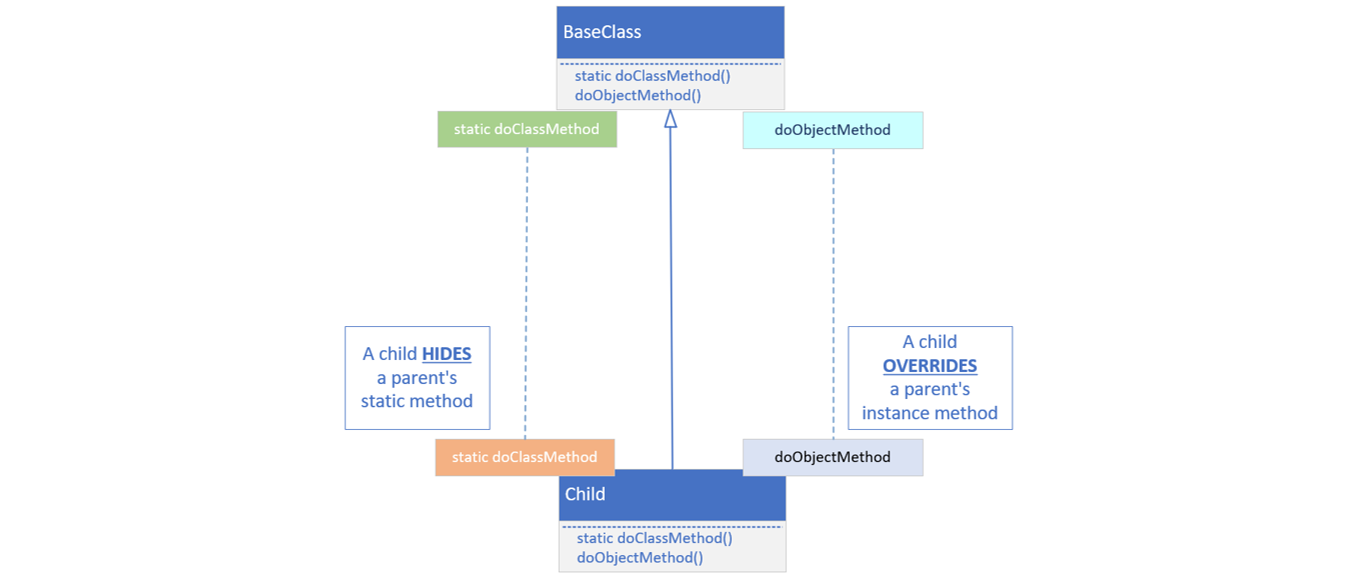 BaseClass
static doClassMethod()
doObjectMethod()
static doClassMethod
doObjectMethod
A child HIDES
a parent's
static method
A child
OVERRIDES
a parent's
instance method
static doClassMethod
doObjectMethod
Child
static doClassMethod()
doObjectMethod()